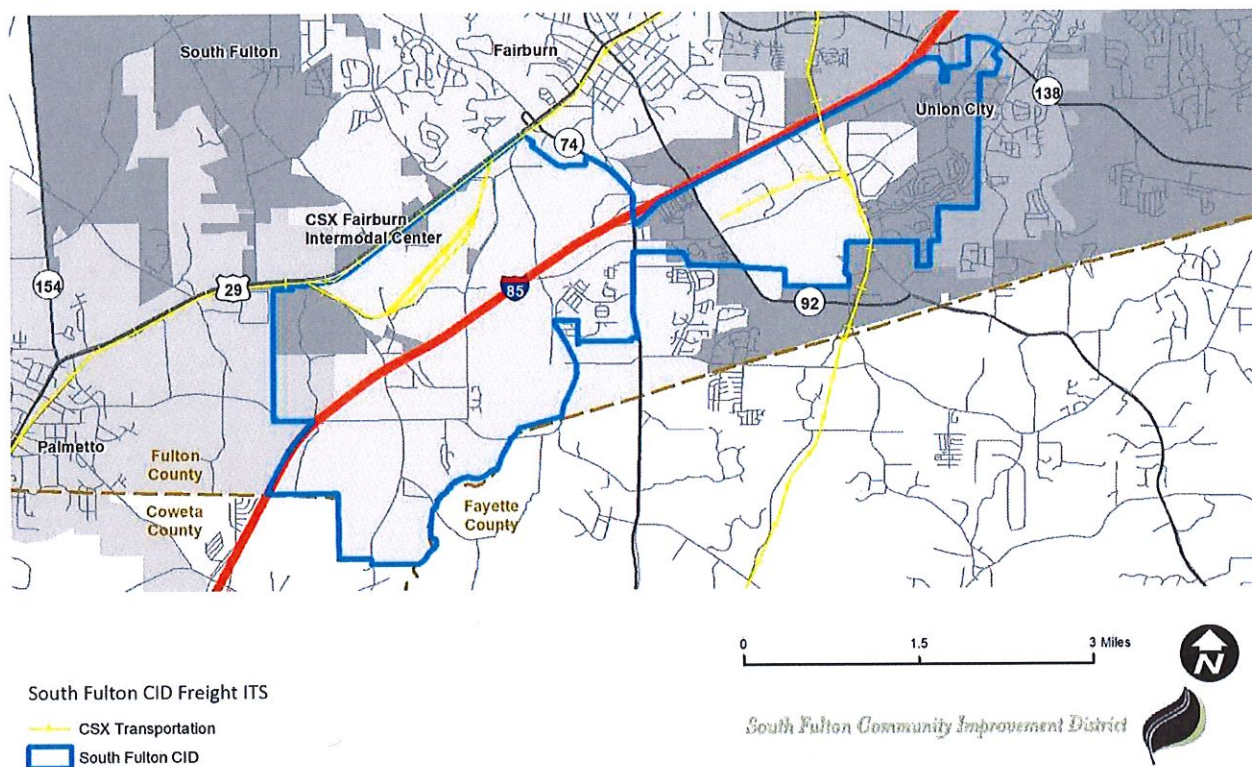 South Fulton
Fairburn
138
Union City
74
CSX Fairburn
Intermodal Center
154
29
85
92
Palmetto
Fulton
County
Coweta
County
Fayette
County
0 1.5 3 Miles
N
South Fulton CID Freight ITS
CSX Transportation
South Fulton CID
South Fulton Community Improvement District